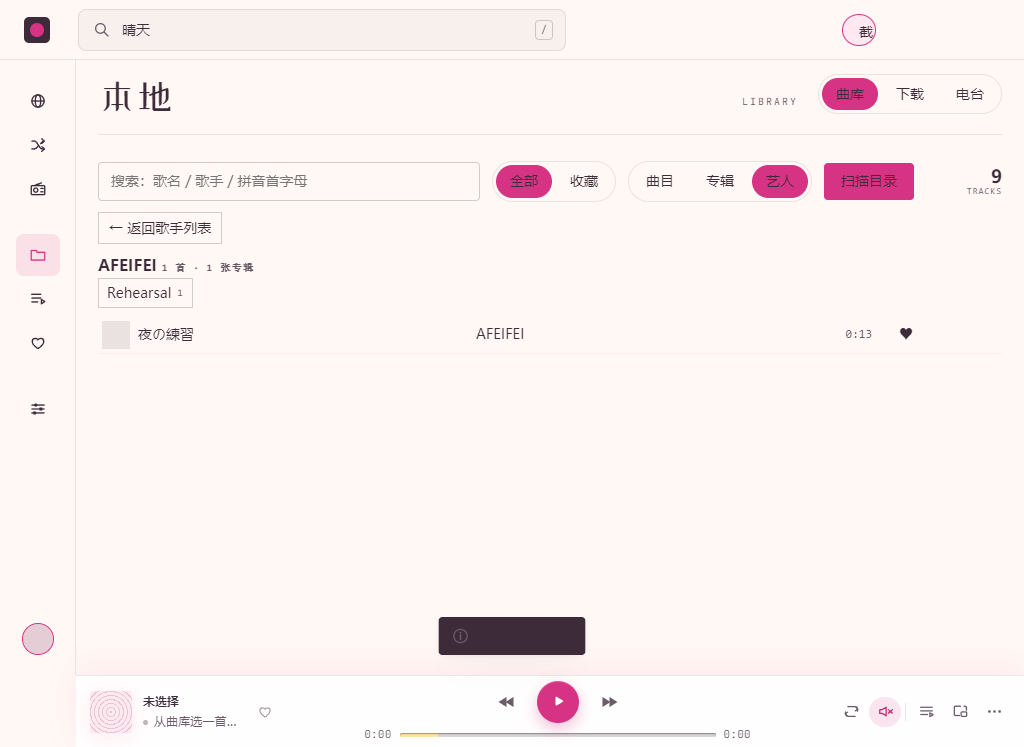 晴天 /
截
本地
LIBRARY 曲库 下载 电台
搜索：歌名 / 歌手 / 拼音首字母 全部 收藏 曲目 专辑 艺人 扫描目录 9
TRACKS
← 返回歌手列表
AFEIFEI 1 首 · 1 张专辑
Rehearsal 1
夜の練習 AFEIFEI 0:13
未选择
从曲库选一首…
0:00 0:00